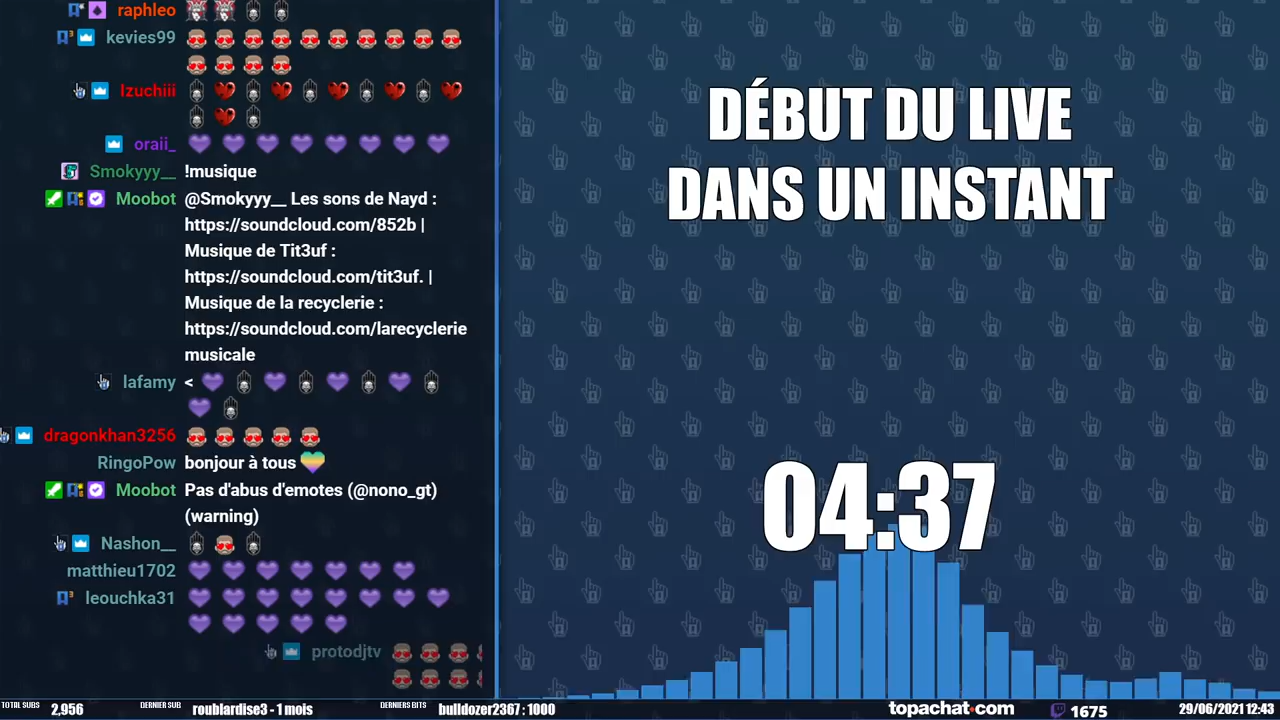 raphleo
kevies99
Izuchiii
oraii_
Smokyyy__ !musique
Moobot @Smokyyy__ Les sons de Nayd :
https://soundcloud.com/852b |
Musique de Tit3uf :
https://soundcloud.com/tit3uf. |
Musique de la recyclerie :
https://soundcloud.com/larecyclerie
musicale
lafamy <
dragonkhan3256
RingoPow bonjour à tous
Moobot Pas d'abus d'emotes (@nono_gt)
(warning)
Nashon__
matthieu1702
leouchka31
protodjtv
DÉBUT DU LIVE
DANS UN INSTANT
04:37
TOTAL SUBS 2,956 DERNIER SUB roublardise3 - 1 mois DERNIERS BITS bulldozer2367 : 1000 topachat·com 1675 29/06/2021 12:43